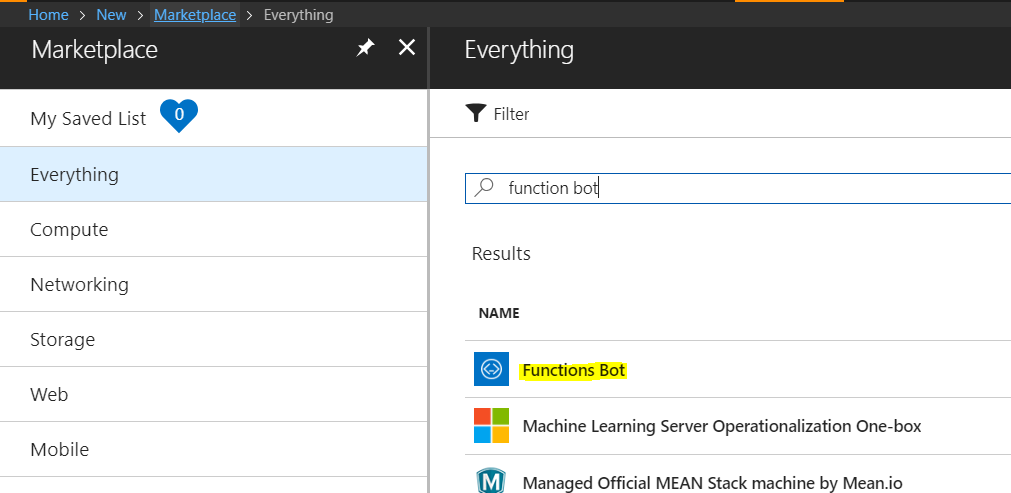 Home > New > Marketplace > Everything
Marketplace
My Saved List 0
Everything
Compute
Networking
Storage
Web
Mobile
Everything
Filter
function bot
Results
NAME
Functions Bot
Machine Learning Server Operationalization One-box
M Managed Official MEAN Stack machine by Mean.io